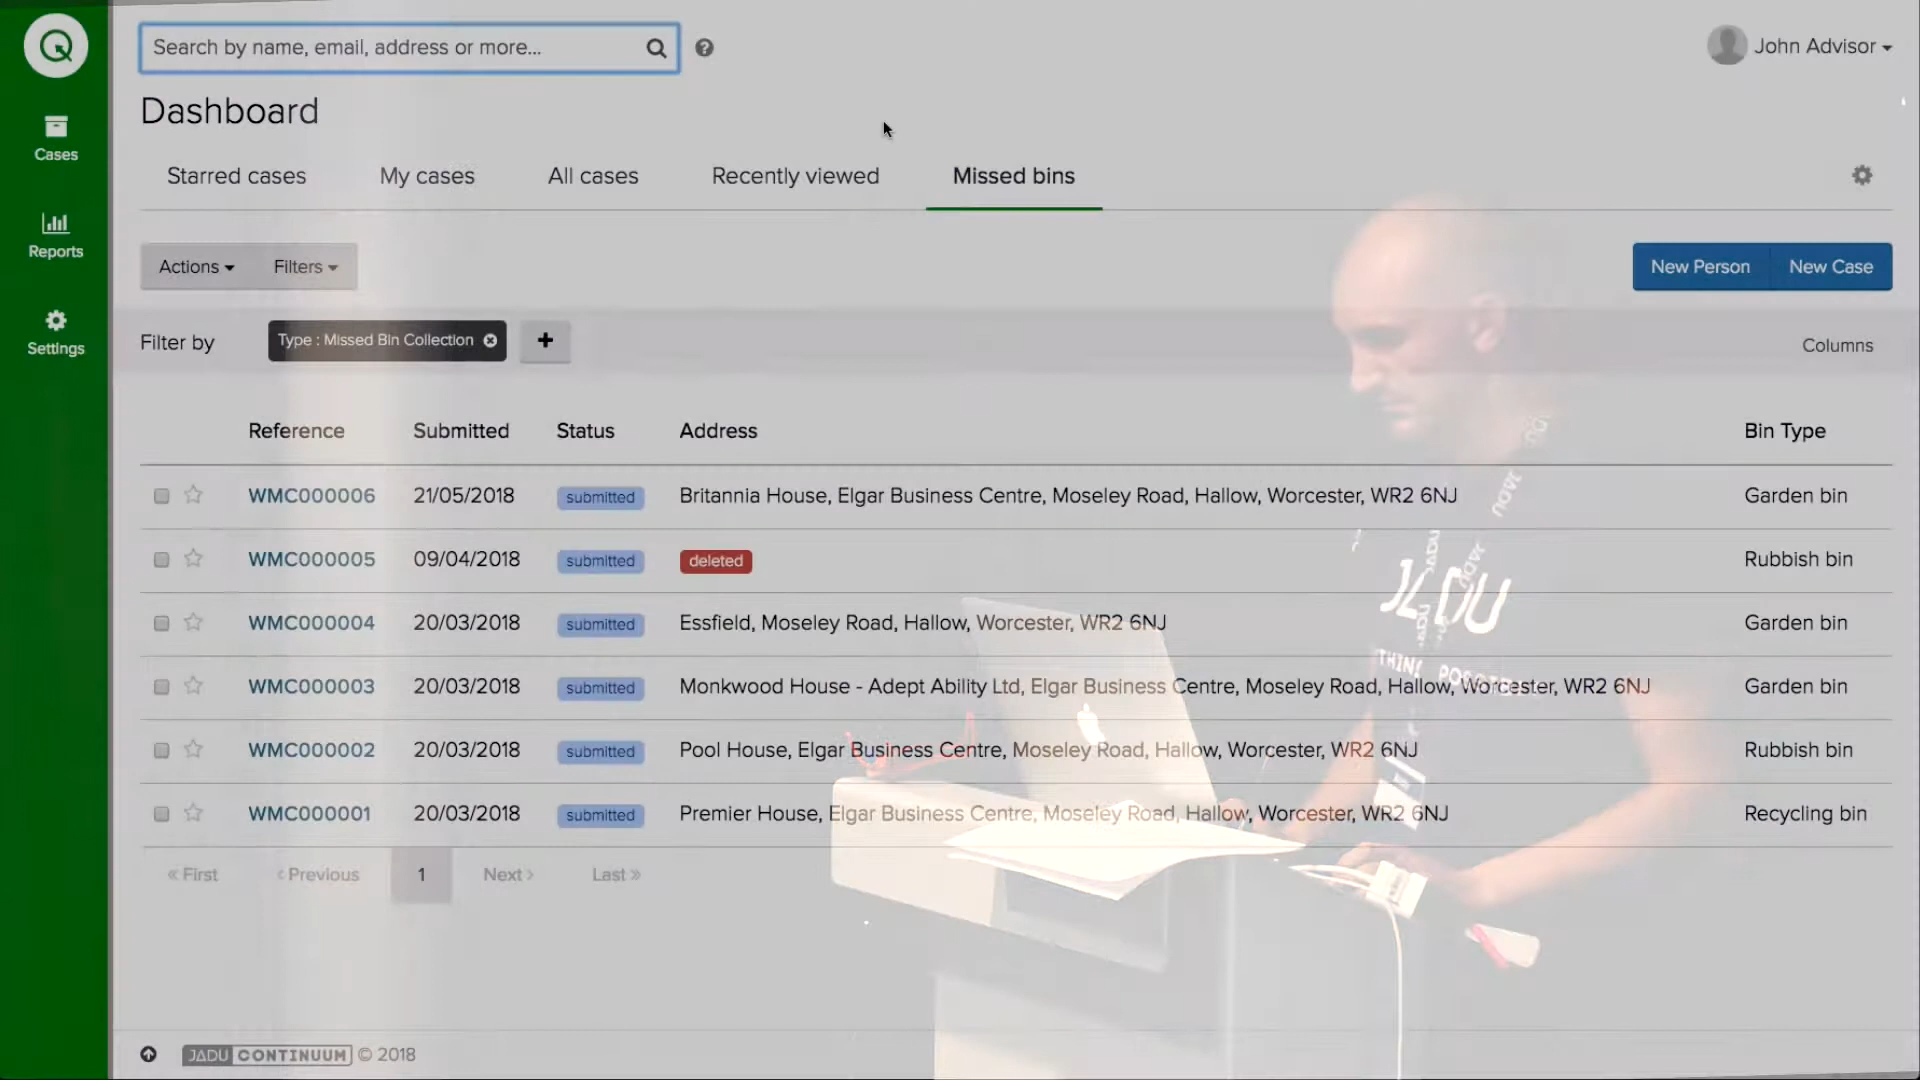 Search by name, email, address or more...
John Advisor
Dashboard
Cases
Reports
Settings
Starred cases My cases All cases Recently viewed Missed bins
Actions Filters New Person New Case
Filter by Type : Missed Bin Collection + Columns
Reference Submitted Status Address Bin Type
WMC000006 21/05/2018 submitted Britannia House, Elgar Business Centre, Moseley Road, Hallow, Worcester, WR2 6NJ Garden bin
WMC000005 09/04/2018 submitted deleted Rubbish bin
WMC000004 20/03/2018 submitted Essfield, Moseley Road, Hallow, Worcester, WR2 6NJ Garden bin
WMC000003 20/03/2018 submitted Monkwood House - Adept Ability Ltd, Elgar Business Centre, Moseley Road, Hallow, Worcester, WR2 6NJ Garden bin
WMC000002 20/03/2018 submitted Pool House, Elgar Business Centre, Moseley Road, Hallow, Worcester, WR2 6NJ Rubbish bin
WMC000001 20/03/2018 submitted Premier House, Elgar Business Centre, Moseley Road, Hallow, Worcester, WR2 6NJ Recycling bin
« First ‹ Previous 1 Next › Last »
JADU CONTINUUM © 2018
JADU